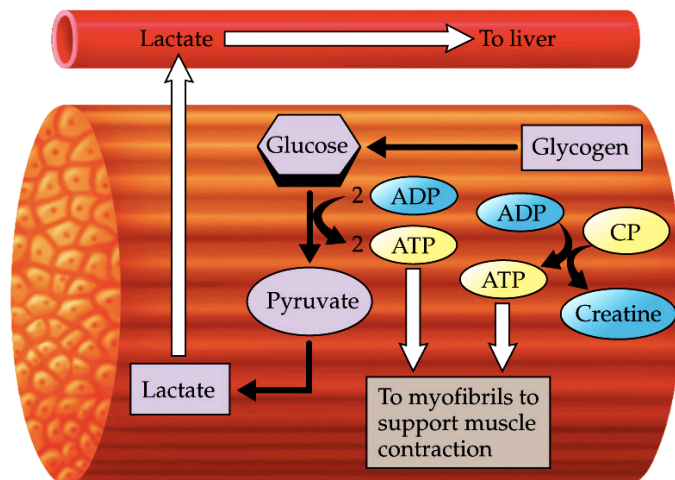 Lactate
To liver
Glucose
Glycogen
2 ADP
ADP
CP
2 ATP
ATP
Pyruvate
Creatine
Lactate
To myofibrils to
support muscle
contraction